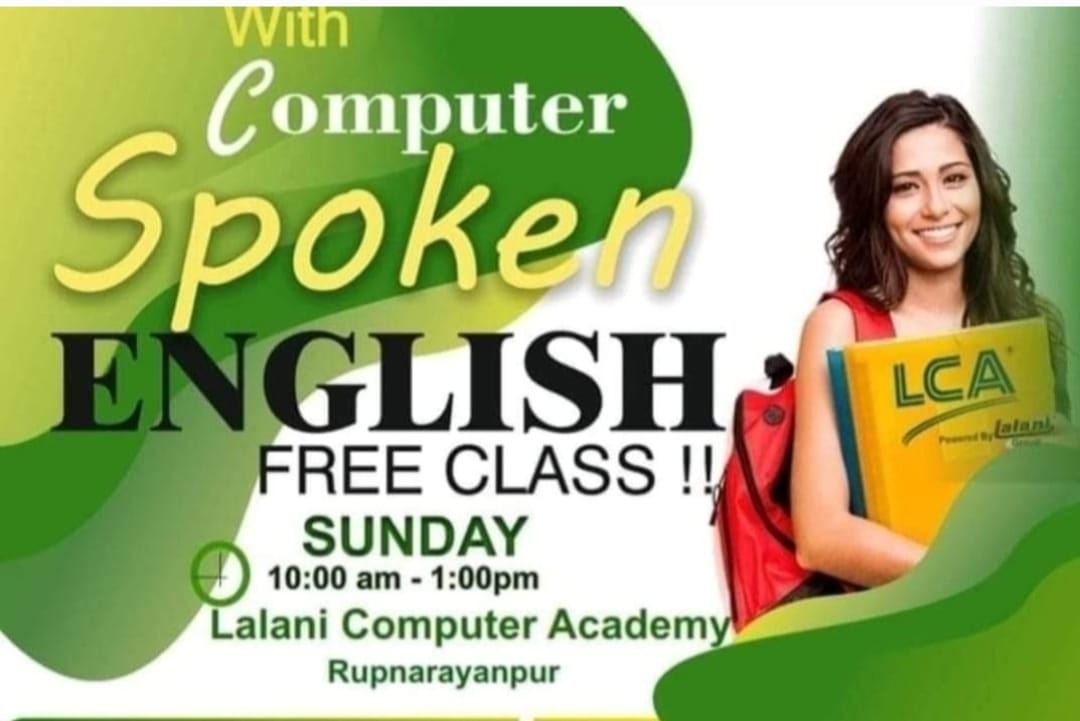 With
Computer
Spoken
ENGLISH
FREE CLASS !!
SUNDAY
10:00 am - 1:00pm
Lalani Computer Academy
Rupnarayanpur
LCA
Powered By Lalani
Group